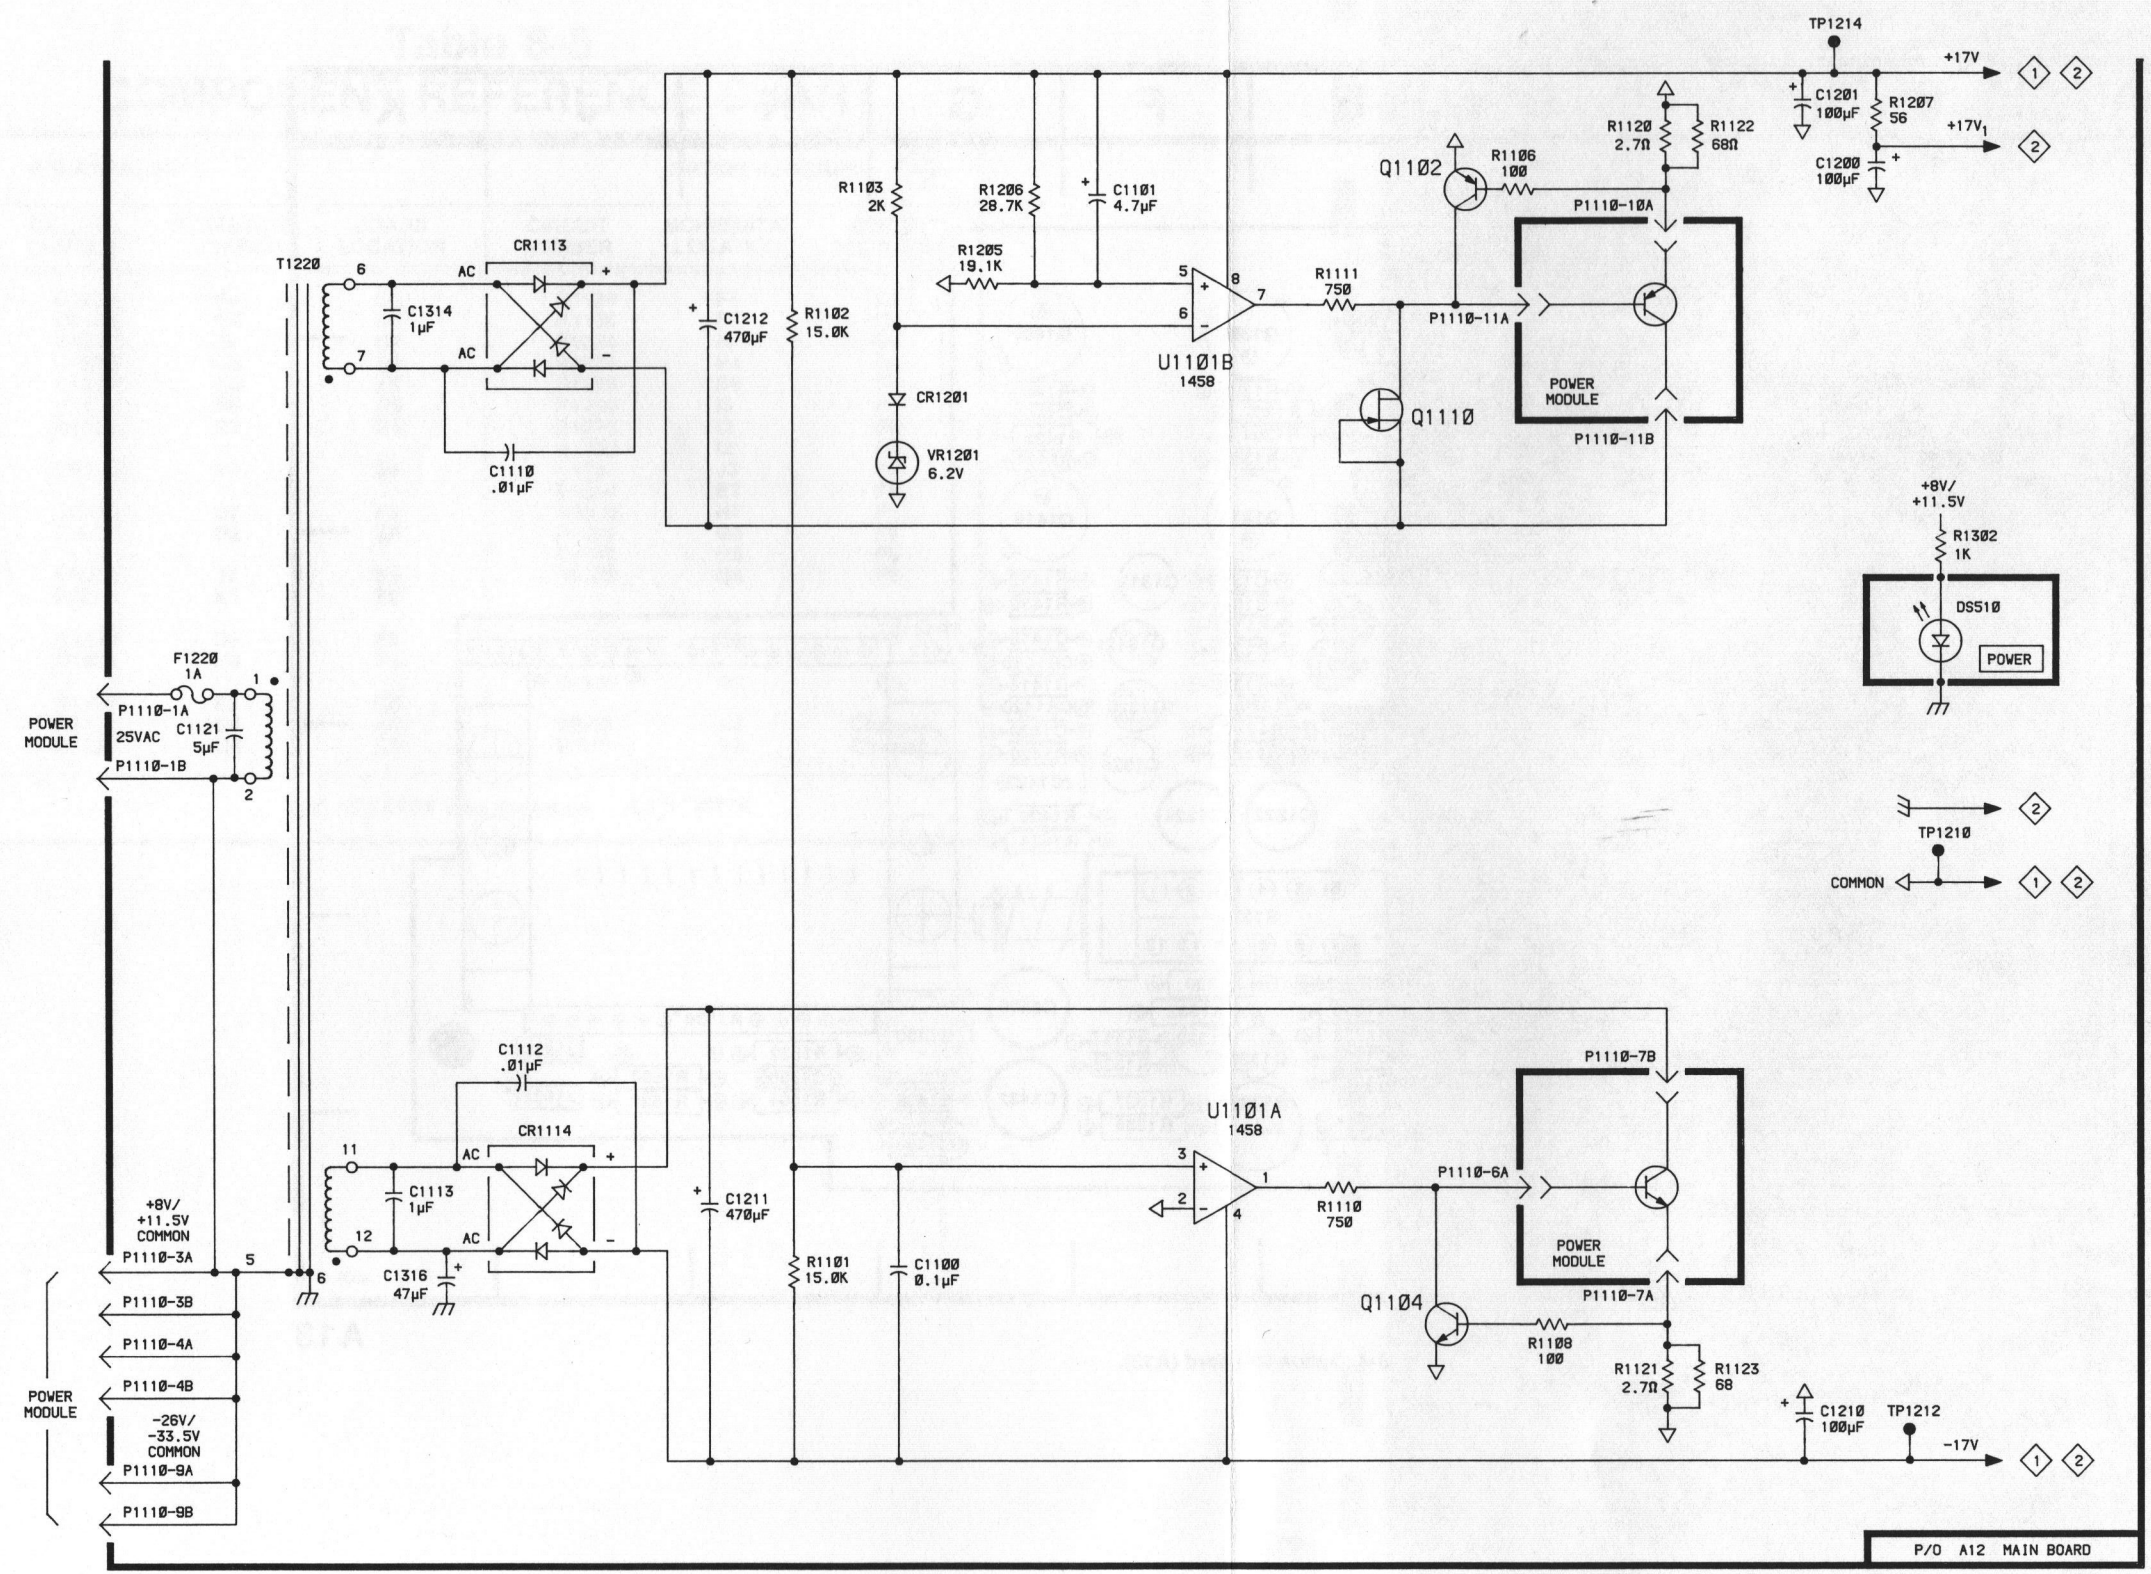 TP1214
+17V
1
2
C1201
100µF
+
R1207
56
+17V1
2
C1200
100µF
+
R1120
2.7Ω
R1122
68Ω
Q1102
R1106
100
P1110-10A
R1103
2K
R1206
28.7K
+
C1101
4.7µF
R1205
19.1K
CR1113
T1220
6
AC
+
C1314
1µF
7
AC
-
C1110
.01µF
+
C1212
470µF
R1102
15.0K
5
+
8
7
6
-
U1101B
1458
R1111
750
P1110-11A
POWER
MODULE
P1110-11B
Q1110
CR1201
VR1201
6.2V
+8V/
+11.5V
R1302
1K
DS510
POWER
F1220
1A
1
P1110-1A
POWER
MODULE
25VAC
C1121
5µF
P1110-1B
2
2
TP1210
COMMON
1
2
C1112
.01µF
CR1114
11
AC
+
C1113
1µF
12
AC
-
C1316
47µF
+
+
C1211
470µF
R1101
15.0K
C1100
0.1µF
U1101A
1458
3
+
1
2
-
4
R1110
750
P1110-6A
P1110-7B
POWER
MODULE
P1110-7A
Q1104
R1108
100
R1121
2.7Ω
R1123
68
+
C1210
100µF
TP1212
-17V
1
2
+8V/
+11.5V
COMMON
P1110-3A
5
6
P1110-3B
P1110-4A
P1110-4B
POWER
MODULE
-26V/
-33.5V
COMMON
P1110-9A
P1110-9B
P/O A12 MAIN BOARD